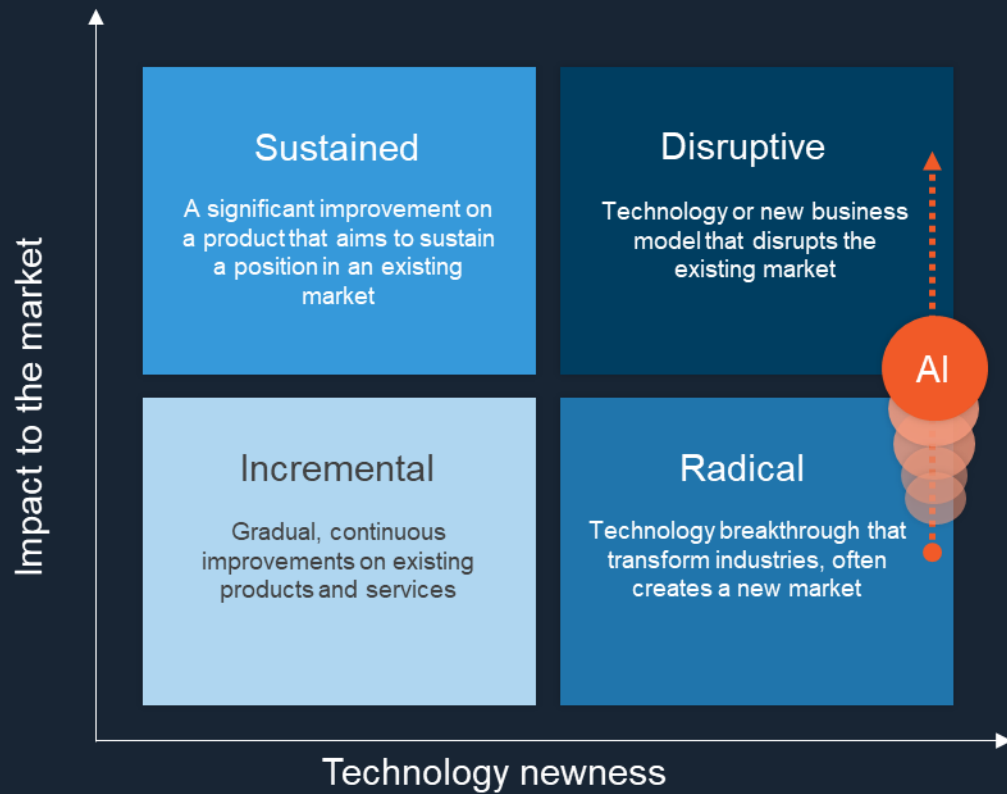 Impact to the market
Sustained
A significant improvement on
a product that aims to sustain
a position in an existing
market
Disruptive
Technology or new business
model that disrupts the
existing market
AI
Incremental
Gradual, continuous
improvements on existing
products and services
Radical
Technology breakthrough that
transform industries, often
creates a new market
Technology newness